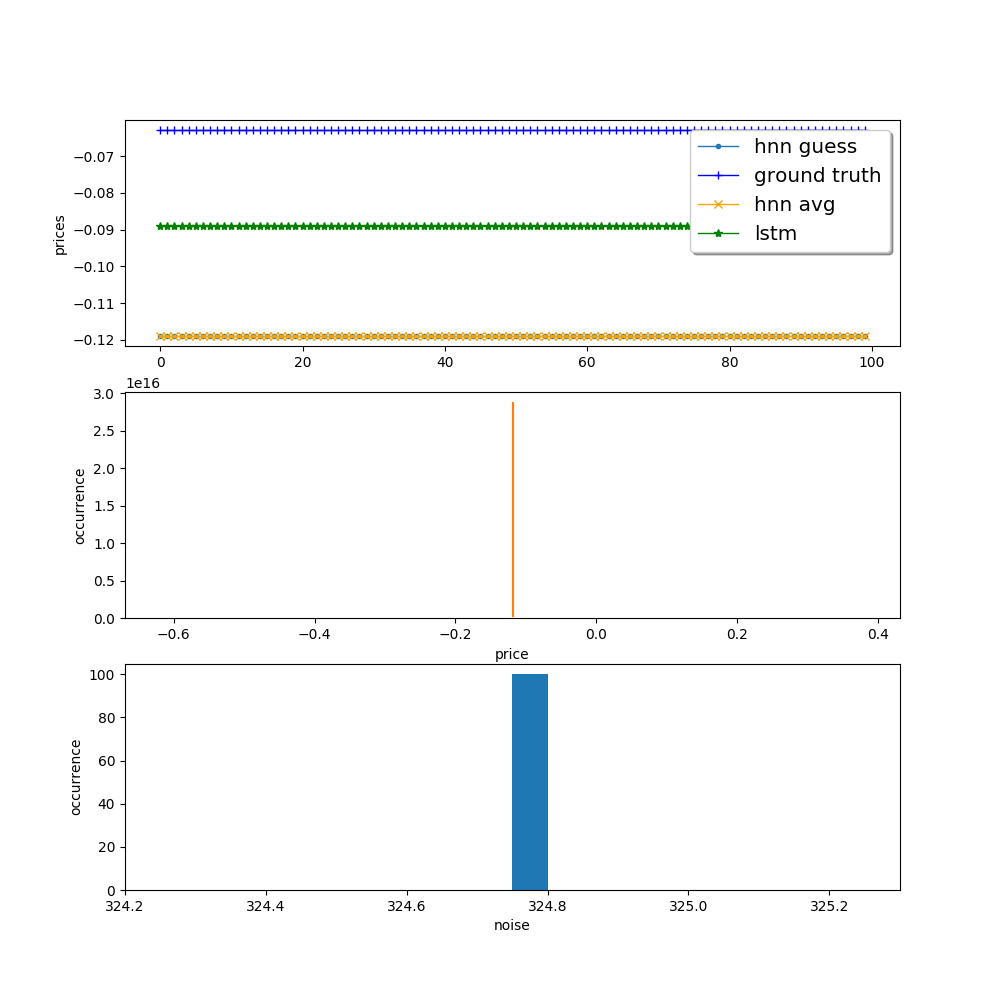 prices
−0.07
−0.08
−0.09
−0.10
−0.11
−0.12
hnn guess
ground truth
hnn avg
lstm
0 20 40 60 80 100
1e16
occurrence
3.0
2.5
2.0
1.5
1.0
0.5
0.0
−0.6 −0.4 −0.2 0.0 0.2 0.4
price
occurrence
100
80
60
40
20
0
324.2 324.4 324.6 324.8 325.0 325.2
noise